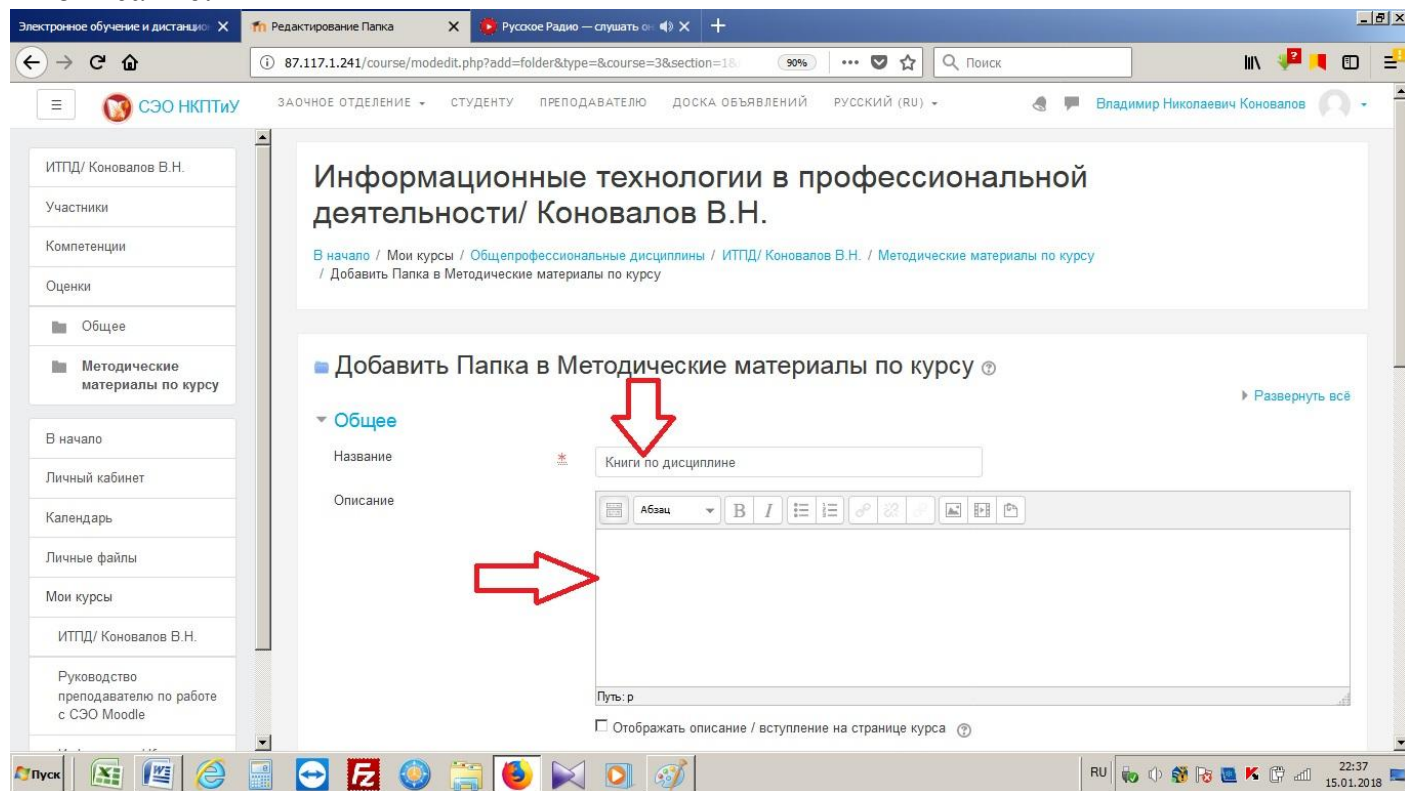 Электронное обучение и дистанцио
Редактирование Папка
Русское Радио — слушать он
87.117.1.241/course/modedit.php?add=folder&type=&course=3&section=18
90%
Поиск
СЭО НКПТиУ
ЗАОЧНОЕ ОТДЕЛЕНИЕ
СТУДЕНТУ
ПРЕПОДАВАТЕЛЮ
ДОСКА ОБЪЯВЛЕНИЙ
РУССКИЙ (RU)
Владимир Николаевич Коновалов
ИТПД/ Коновалов В.Н.
Участники
Компетенции
Оценки
Общее
Методические
материалы по курсу
В начало
Личный кабинет
Календарь
Личные файлы
Мои курсы
ИТПД/ Коновалов В.Н.
Руководство
преподавателю по работе
с СЭО Moodle
Информационные технологии в профессиональной
деятельности/ Коновалов В.Н.
В начало / Мои курсы / Общепрофессиональные дисциплины / ИТПД/ Коновалов В.Н. / Методические материалы по курсу
/ Добавить Папка в Методические материалы по курсу
Добавить Папка в Методические материалы по курсу
Развернуть всё
Общее
Название
Книги по дисциплине
Описание
Абзац
B I
Путь: p
Отображать описание / вступление на странице курса
Пуск
RU
22:37
15.01.2018